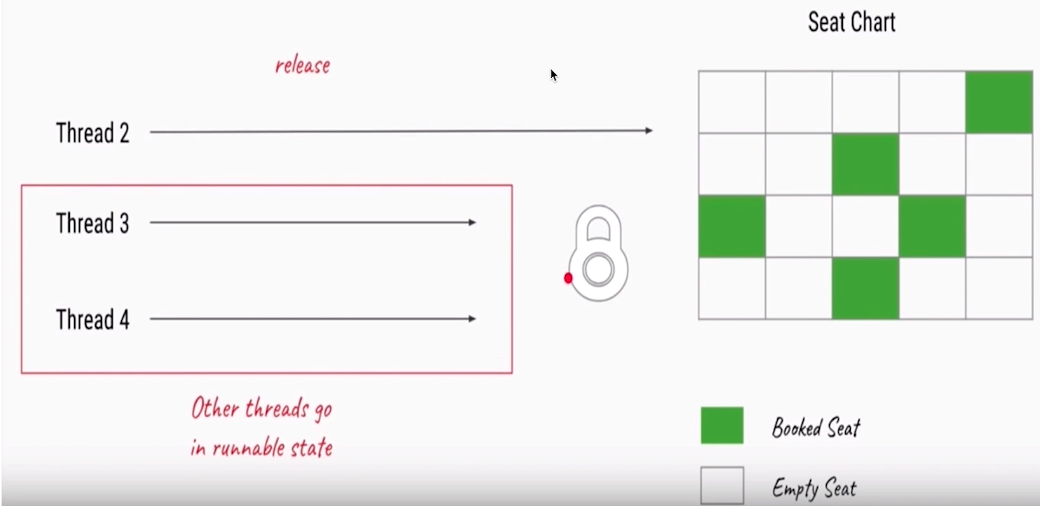 Seat Chart
release
Thread 2
Thread 3
Thread 4
Other threads go
in runnable state
Booked Seat
Empty Seat